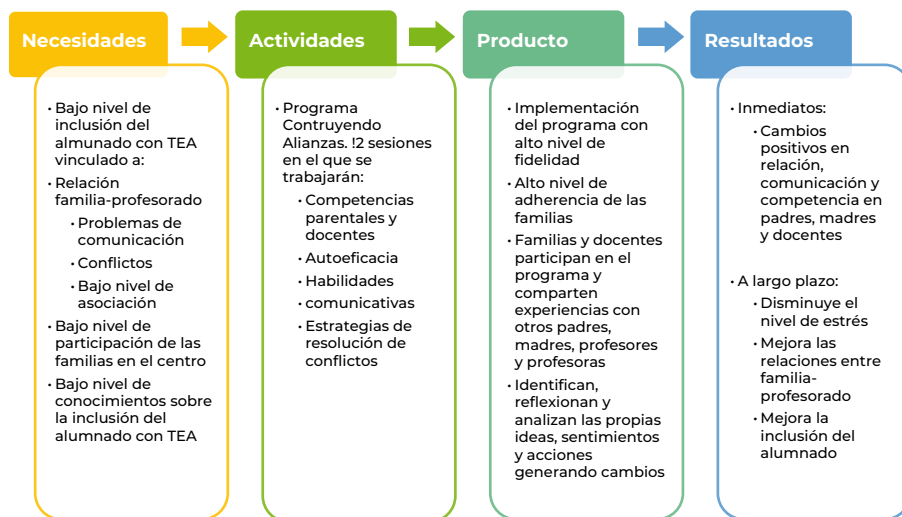 Necesidades
• Bajo nivel de
inclusión del
almunado con TEA
vinculado a:
• Relación
familia-profesorado
• Problemas de
comunicación
• Conflictos
• Bajo nivel de
asociación
• Bajo nivel de
participación de las
familias en el centro
• Bajo nivel de
conocimientos sobre
la inclusión del
alumnado con TEA
Actividades
• Programa
Contruyendo
Alianzas. !2 sesiones
en el que se
trabajarán:
• Competencias
parentales y
docentes
• Autoeficacia
• Habilidades
• comunicativas
• Estrategias de
resolución de
conflictos
Producto
• Implementación
del programa con
alto nivel de
fidelidad
• Alto nivel de
adherencia de las
familias
• Familias y docentes
participan en el
programa y
comparten
experiencias con
otros padres,
madres, profesores
y profesoras
• Identifican,
reflexionan y
analizan las propias
ideas, sentimientos
y acciones
generando cambios
Resultados
• Inmediatos:
• Cambios
positivos en
relación,
comunicación y
competencia en
padres, madres
y docentes
• A largo plazo:
• Disminuye el
nivel de estrés
• Mejora las
relaciones entre
familia-
profesorado
• Mejora la
inclusión del
alumnado